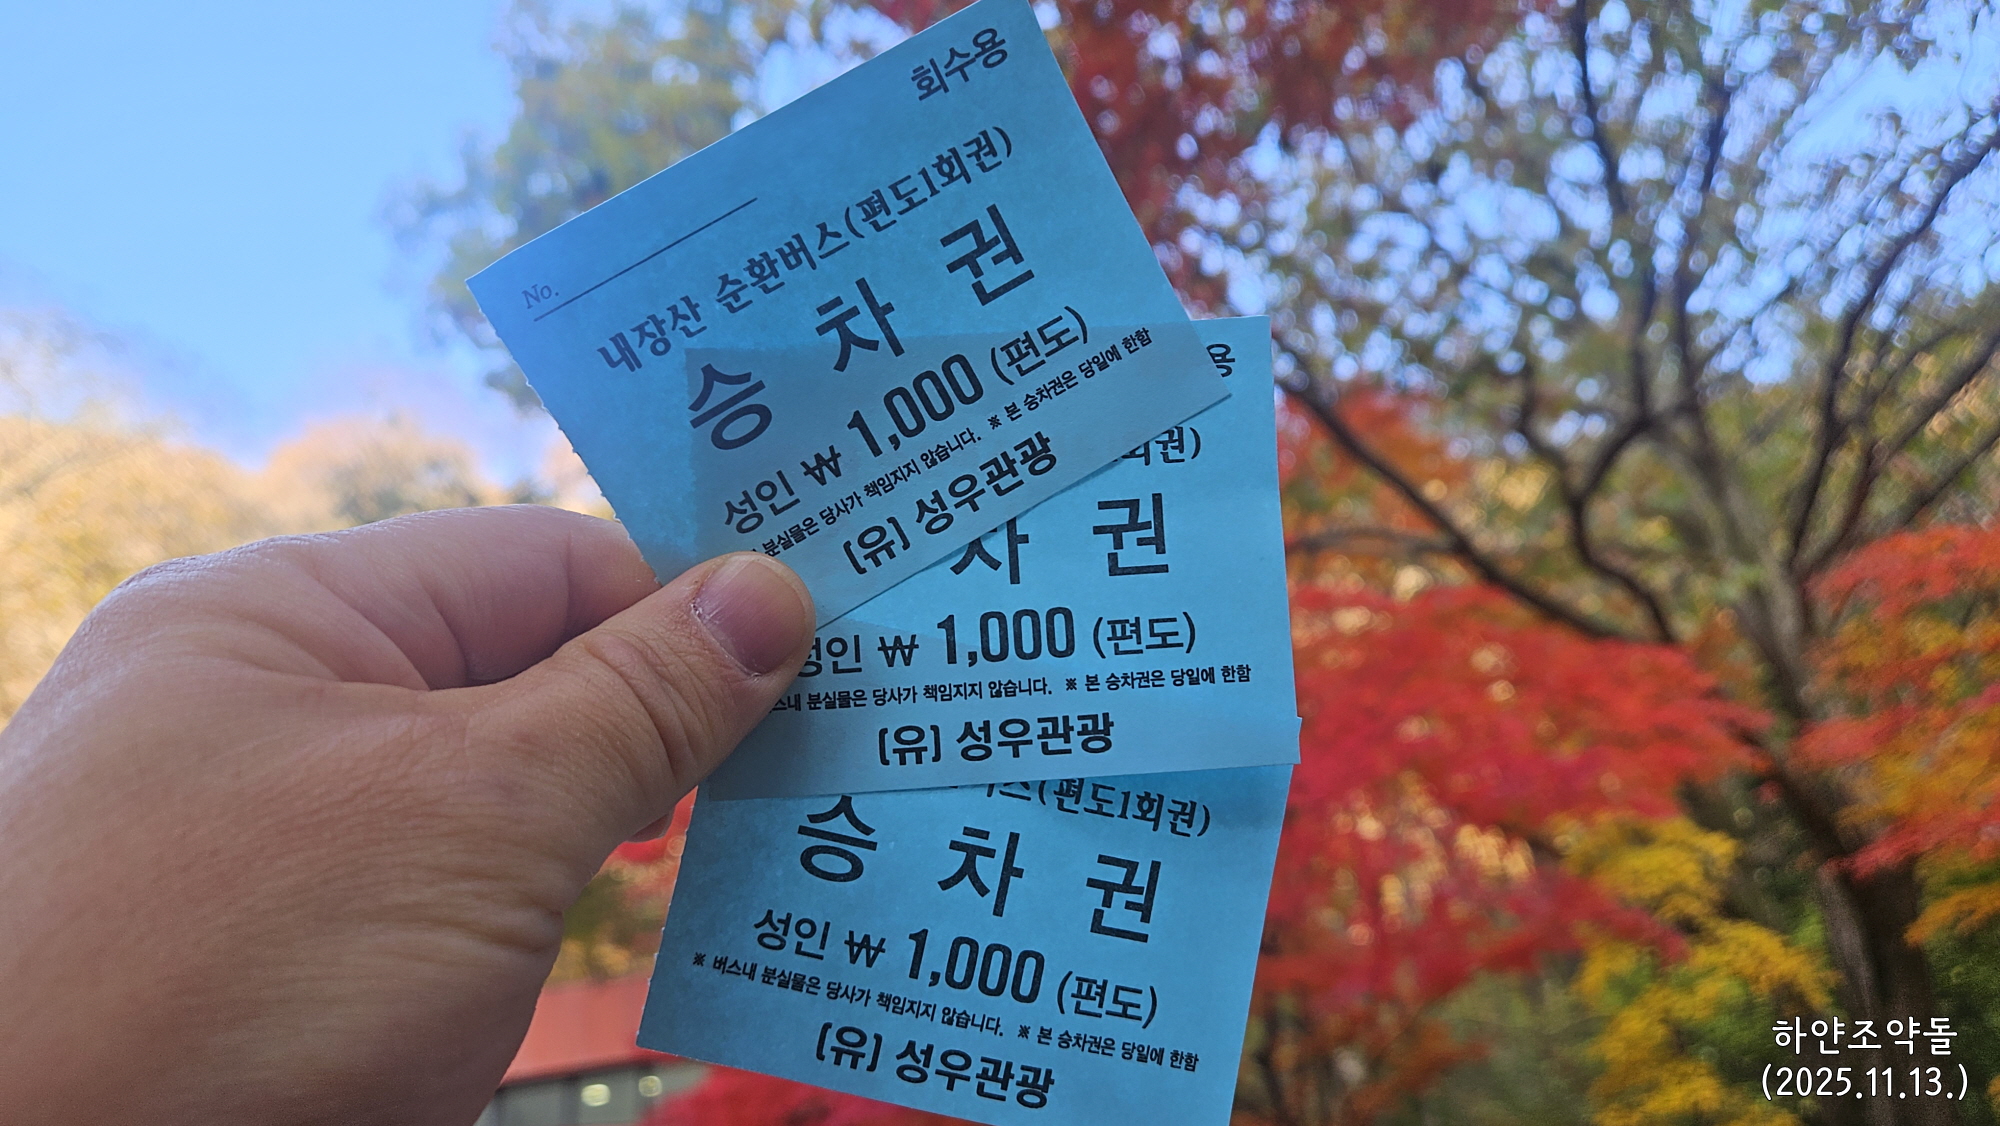 회수용
No.
내장산 순환버스(편도1회권)
승 차 권
성인 ₩ 1,000 (편도)
분실물은 당사가 책임지지 않습니다. ※ 본 승차권은 당일에 한함
(유) 성우관광
용
회권)
차 권
성인 ₩ 1,000 (편도)
스내 분실물은 당사가 책임지지 않습니다. ※ 본 승차권은 당일에 한함
(유) 성우관광
버스(편도1회권)
승 차 권
성인 ₩ 1,000 (편도)
※ 버스내 분실물은 당사가 책임지지 않습니다. ※ 본 승차권은 당일에 한함
(유) 성우관광
하얀조약돌
(2025.11.13.)